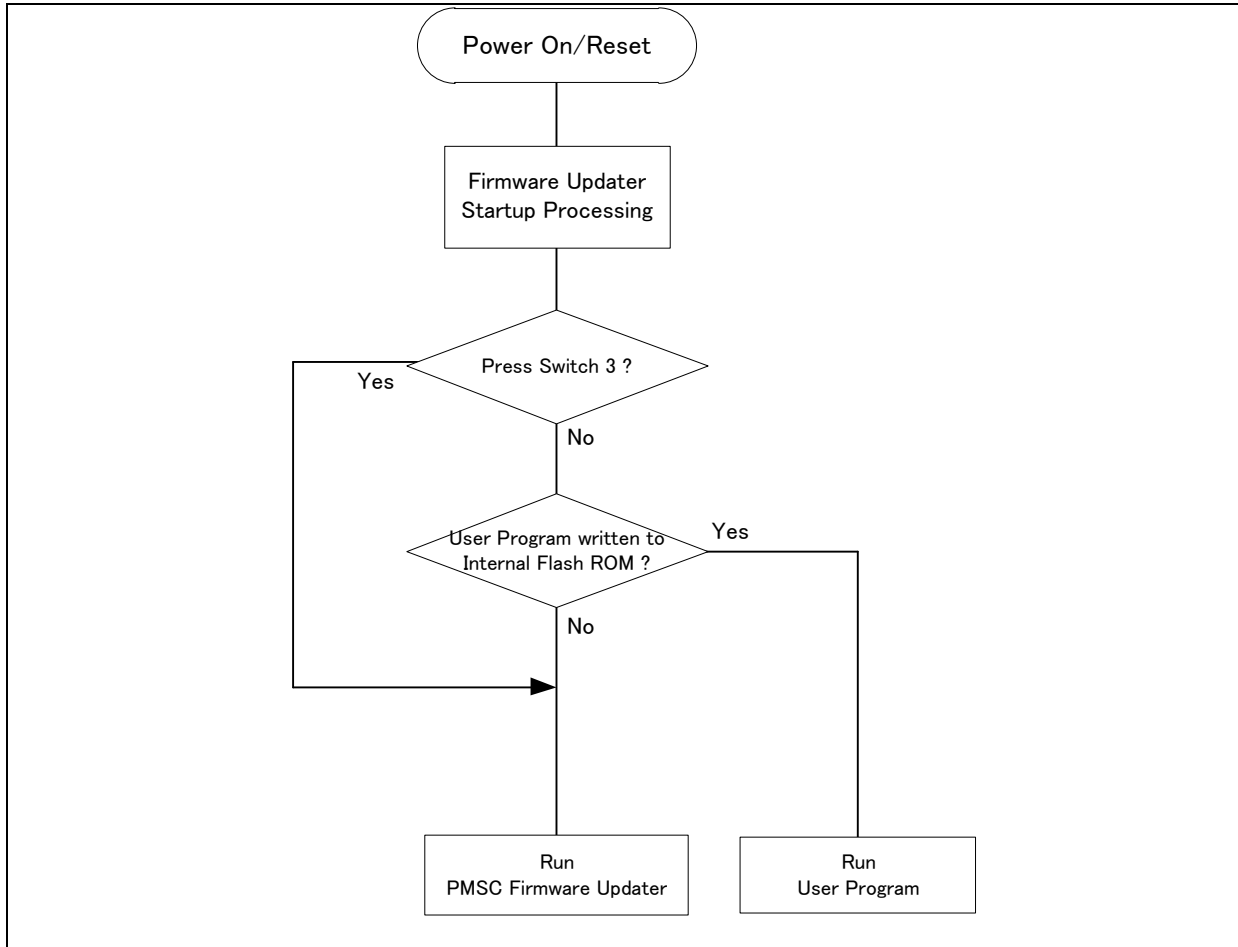 Power On/Reset
Firmware Updater
Startup Processing
Press Switch 3 ?
Yes
No
User Program written to
Internal Flash ROM ?
Yes
No
Run
PMSC Firmware Updater
Run
User Program